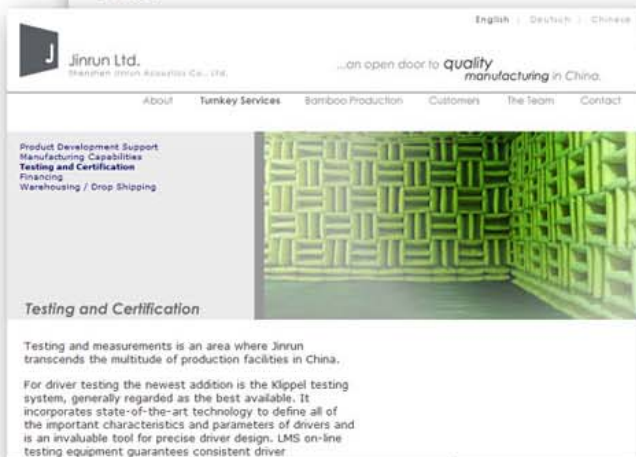 English | Deutsch | Chinese
J
Jinrun Ltd.
Shenzhen Jinrun Acoustics Co., Ltd.
...an open door to quality
manufacturing in China.
About Turnkey Services Bamboo Production Customers The Team Contact
Product Development Support
Manufacturing Capabilities
Testing and Certification
Financing
Warehousing / Drop Shipping
Testing and Certification
Testing and measurements is an area where Jinrun
transcends the multitude of production facilities in China.
For driver testing the newest addition is the Klippel testing
system, generally regarded as the best available. It
incorporates state-of-the-art technology to define all of
the important characteristics and parameters of drivers and
is an invaluable tool for precise driver design. LMS on-line
testing equipment guarantees consistent driver